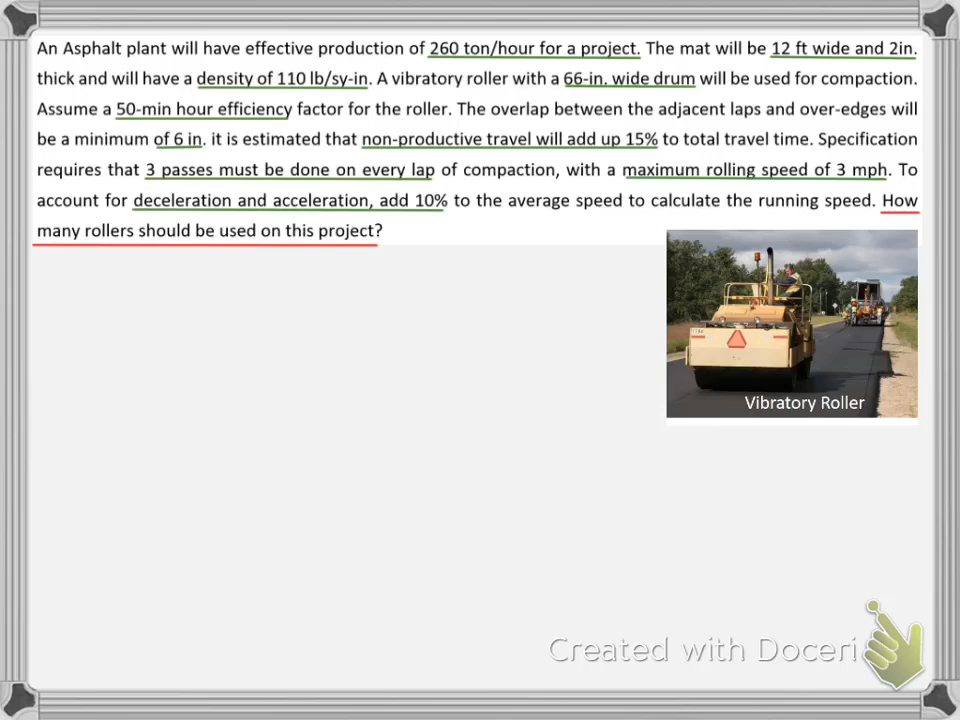 An Asphalt plant will have effective production of 260 ton/hour for a project. The mat will be 12 ft wide and 2in.
thick and will have a density of 110 lb/sy-in. A vibratory roller with a 66-in. wide drum will be used for compaction.
Assume a 50-min hour efficiency factor for the roller. The overlap between the adjacent laps and over-edges will
be a minimum of 6 in. it is estimated that non-productive travel will add up 15% to total travel time. Specification
requires that 3 passes must be done on every lap of compaction, with a maximum rolling speed of 3 mph. To
account for deceleration and acceleration, add 10% to the average speed to calculate the running speed. How
many rollers should be used on this project?
Vibratory Roller
Created with Doceri